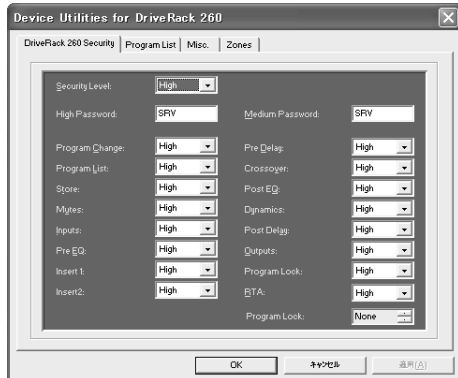 Device Utilities for DriveRack 260
DriveRack 260 Security Program List Misc. Zones
Security Level: High
High Password: SRV Medium Password: SRV
Program Change: High Pre Delay: High
Program List: High Crossover: High
Store: High Post EQ: High
Mutes: High Dynamics: High
Inputs: High Post Delay: High
Pre EQ: High Outputs: High
Insert 1: High Program Lock: High
Insert2: High RTA: High
Program Lock: None
OK キャンセル 適用(A)